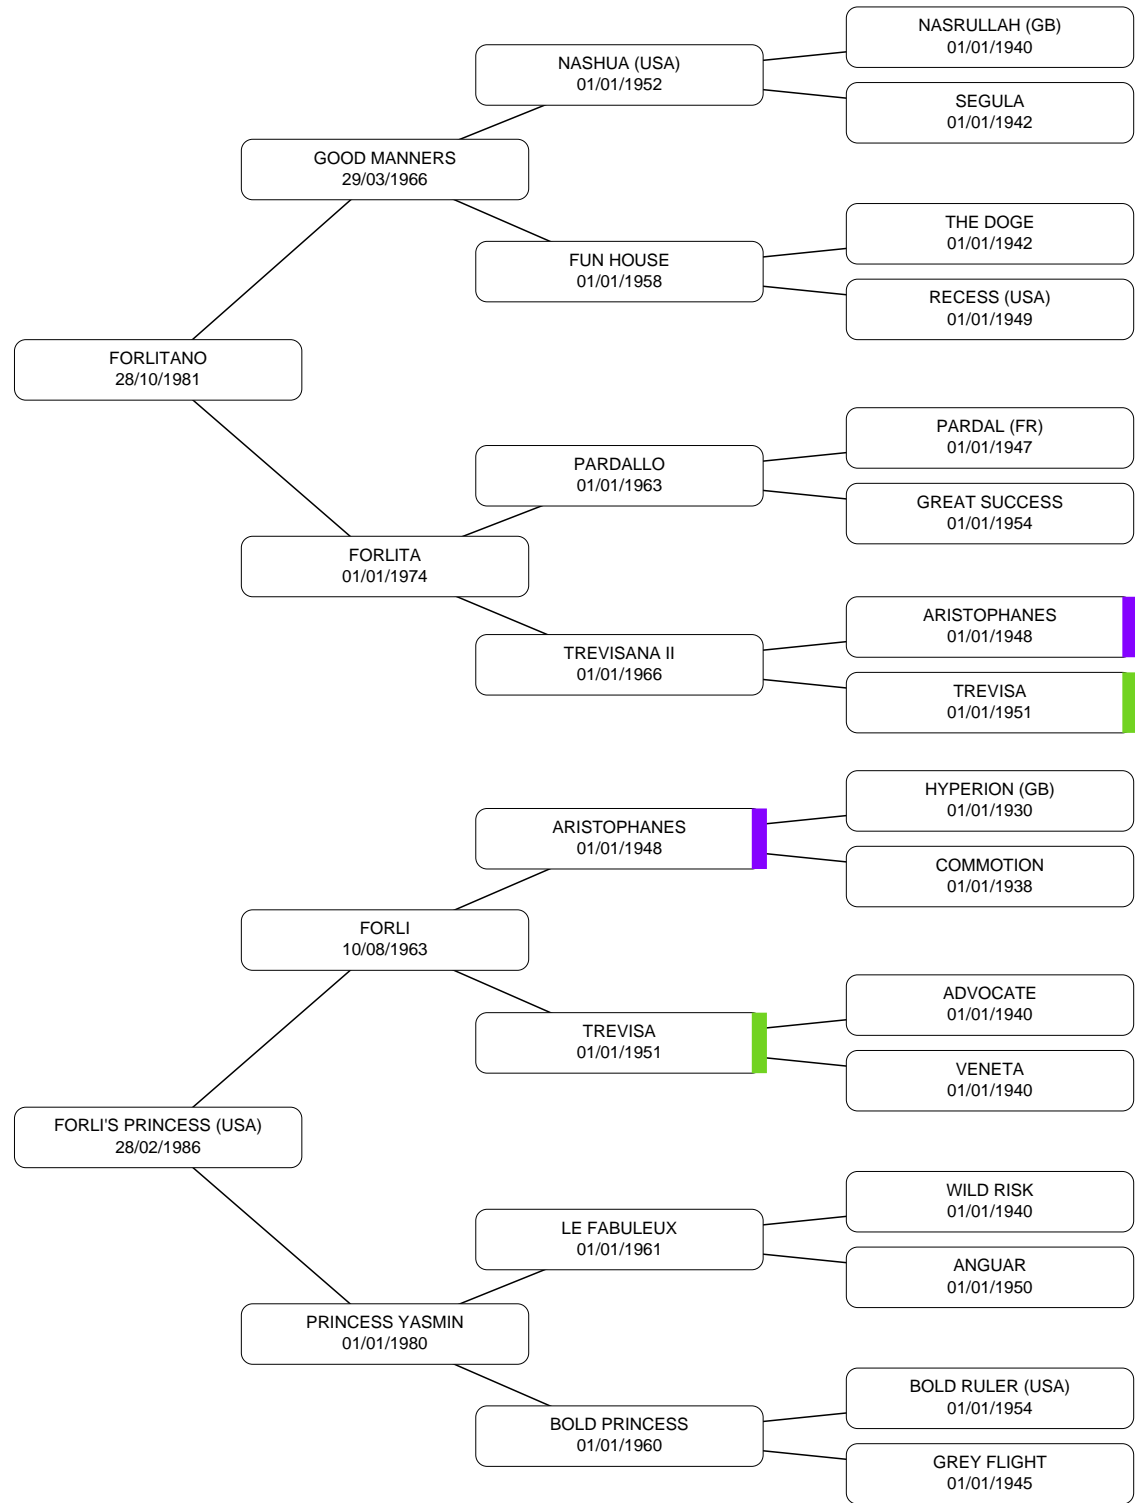 NASRULLAH (GB)
01/01/1940
NASHUA (USA)
01/01/1952
SEGULA
01/01/1942
GOOD MANNERS
29/03/1966
THE DOGE
01/01/1942
FUN HOUSE
01/01/1958
RECESS (USA)
01/01/1949
FORLITANO
28/10/1981
PARDAL (FR)
01/01/1947
PARDALLO
01/01/1963
GREAT SUCCESS
01/01/1954
FORLITA
01/01/1974
ARISTOPHANES
01/01/1948
TREVISANA II
01/01/1966
TREVISA
01/01/1951
HYPERION (GB)
01/01/1930
ARISTOPHANES
01/01/1948
COMMOTION
01/01/1938
FORLI
10/08/1963
ADVOCATE
01/01/1940
TREVISA
01/01/1951
VENETA
01/01/1940
FORLI'S PRINCESS (USA)
28/02/1986
WILD RISK
01/01/1940
LE FABULEUX
01/01/1961
ANGUAR
01/01/1950
PRINCESS YASMIN
01/01/1980
BOLD RULER (USA)
01/01/1954
BOLD PRINCESS
01/01/1960
GREY FLIGHT
01/01/1945